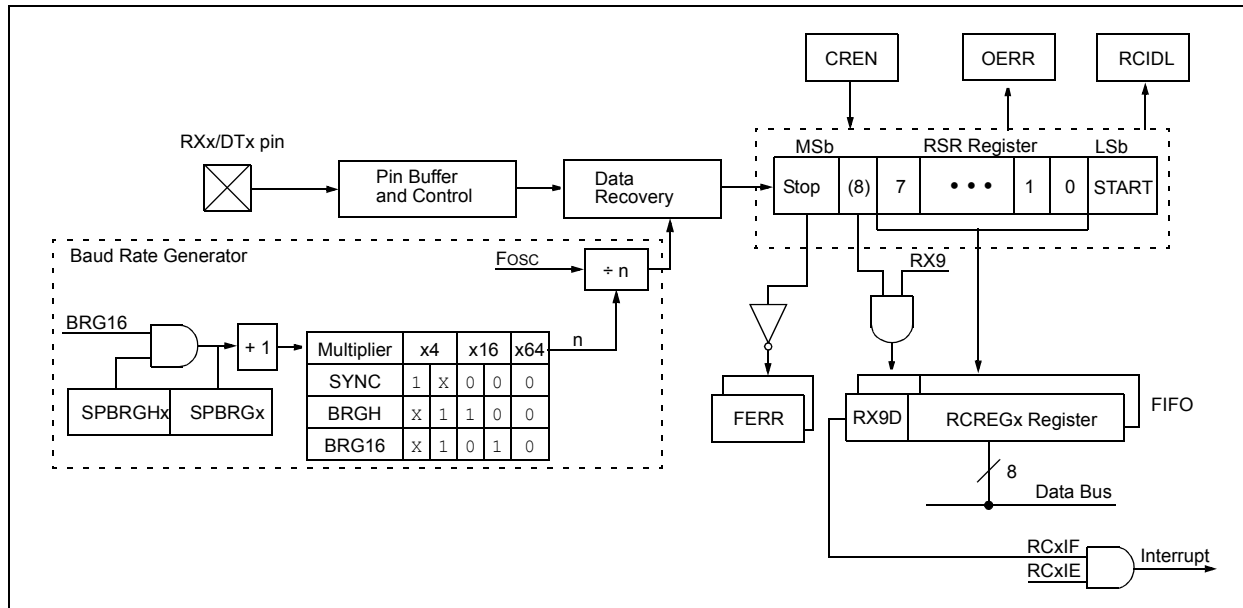 CREN OERR RCIDL
RXx/DTx pin
MSb RSR Register LSb
Pin Buffer
and Control
Data
Recovery
Stop (8) 7 • • • 1 0 START
Baud Rate Generator
FOSC
÷ n
RX9
BRG16
+ 1
n
Multiplier x4 x16 x64
SYNC 1 X 0 0 0
BRGH X 1 1 0 0
BRG16 X 1 0 1 0
SPBRGHx SPBRGx
FERR
RX9D RCREGx Register
FIFO
8
Data Bus
RCxIF
RCxIE
Interrupt